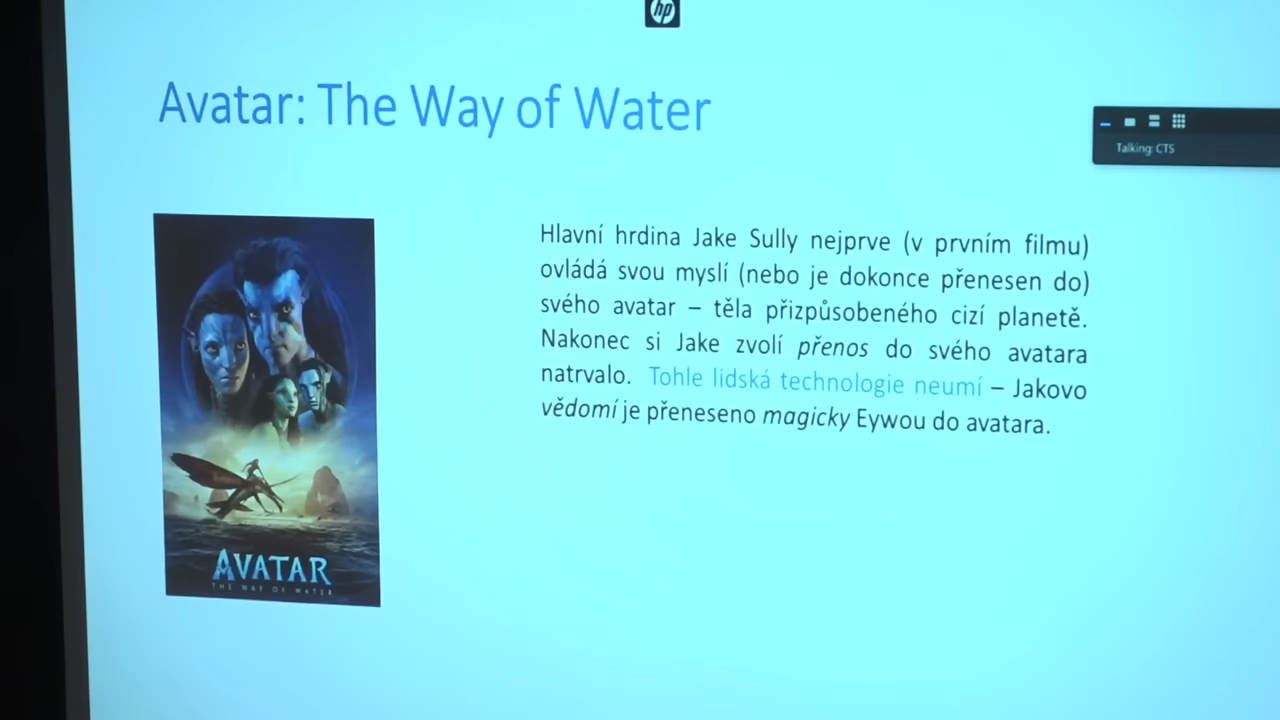 hp
Avatar: The Way of Water
Talking: CTS
Hlavní hrdina Jake Sully nejprve (v prvním filmu)
ovládá svou myslí (nebo je dokonce přenesen do)
svého avatar – těla přizpůsobeného cizí planetě.
Nakonec si Jake zvolí přenos do svého avatara
natrvalo. Tohle lidská technologie neumí – Jakovo
vědomí je přeneseno magicky Eywou do avatara.
AVATAR
THE WAY OF WATER